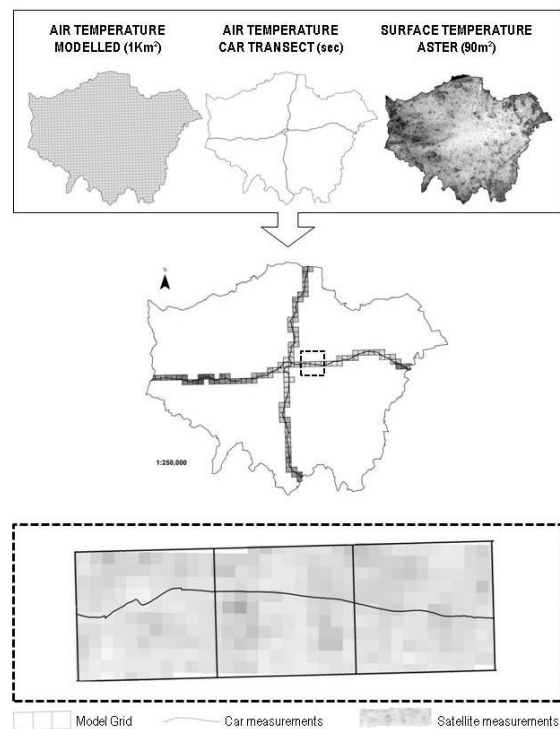 AIR TEMPERATURE
MODELLED (1Km²)
AIR TEMPERATURE
CAR TRANSECT (sec)
SURFACE TEMPERATURE
ASTER (90m²)
N
1:250,000
Model Grid
Car measurements
Satellite measurements